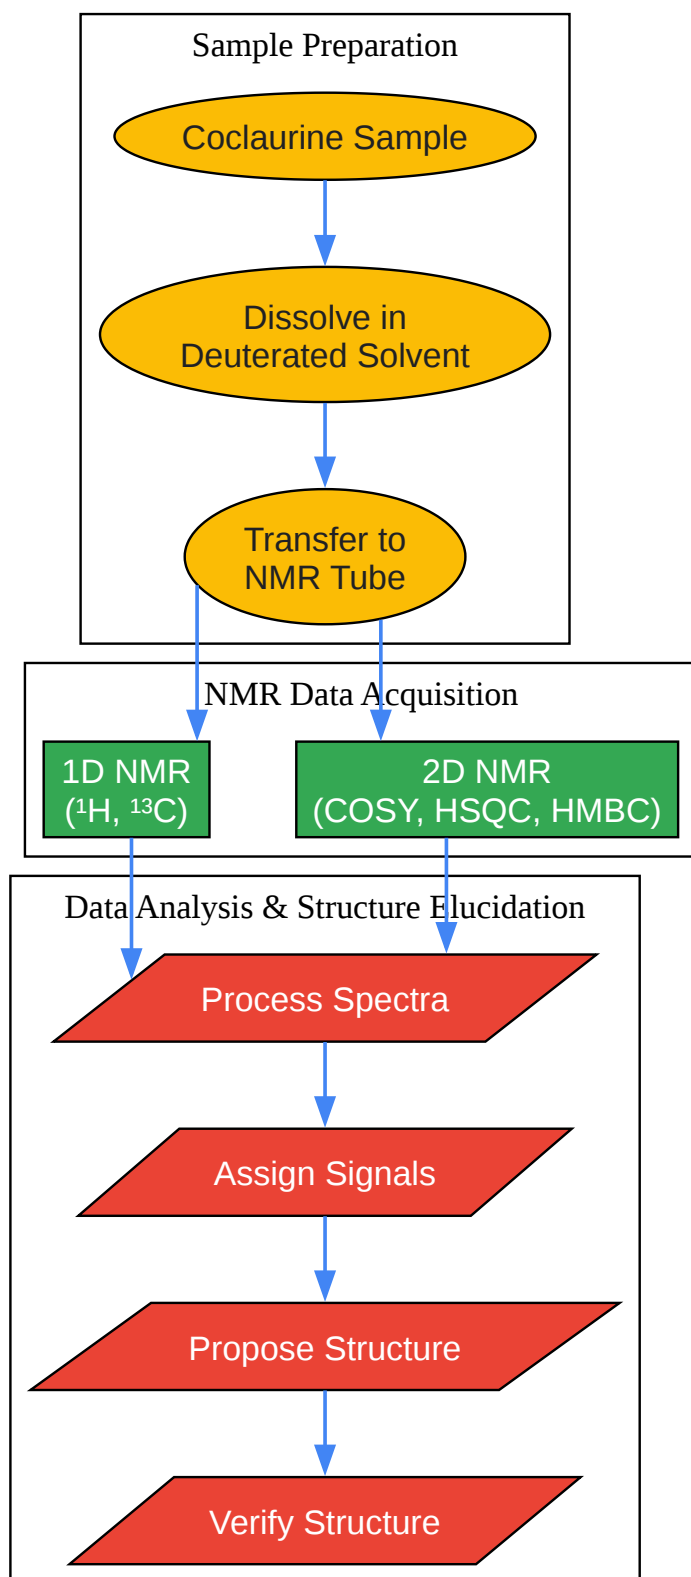 Sample Preparation
Coclaurine Sample
Dissolve in
Deuterated Solvent
Transfer to
NMR Tube
NMR Data Acquisition
1D NMR
(¹H, ¹³C)
2D NMR
(COSY, HSQC, HMBC)
Data Analysis & Structure Elucidation
Process Spectra
Assign Signals
Propose Structure
Verify Structure